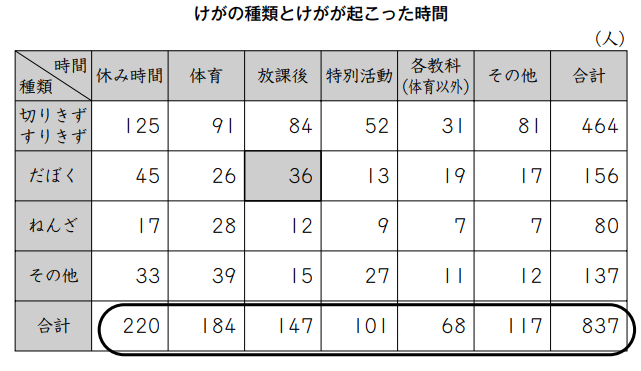 けがの種類とけがが起こった時間
(人)
時間 種類 休み時間 体育 放課後 特別活動 各教科(体育以外) その他 合計
切りきずすりきず 125 91 84 52 31 81 464
だぼく 45 26 36 13 19 17 156
ねんざ 17 28 12 9 7 7 80
その他 33 39 15 27 11 12 137
合計 220 184 147 101 68 117 837